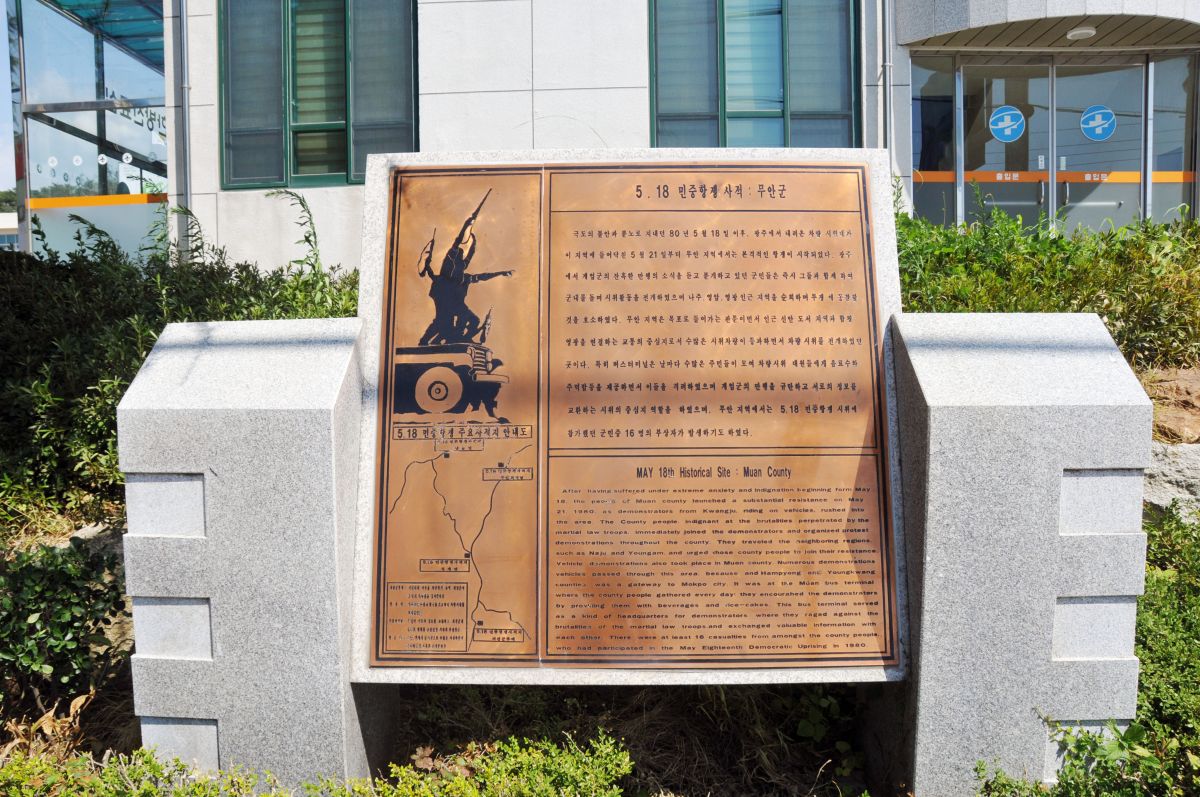 5. 18 민중항쟁 사적 : 무안군
극도의 불안과 분노로 지내던 80년 5월 18일 이후, 광주에서 내려온 차량 시위대가
이 지역에 들어닥친 5월 21일부터 무안 지역에서는 본격적인 항쟁이 시작되었다. 광주
에서 계엄군의 잔혹한 만행의 소식을 듣고 분개하고 있던 군민들은 즉시 그들과 함께 하여
군내를 돌며 시위활동을 전개하였으며 나주, 영암, 영광 인근 지역을 순회하며 투쟁에 동참할
것을 호소하였다. 무안 지역은 목포로 들어가는 관문이면서 인근 신안 도서 지역과 함평,
영광을 연결하는 교통의 중심지로서 수많은 시위차량이 통과하면서 차량 시위를 전개하였던
곳이다. 특히 버스터미널은 날마다 수많은 주민들이 모여 차량시위 대원들에게 음료수와
주먹밥등을 제공하면서 이들을 격려하였으며 계엄군의 만행을 규탄하고 서로의 정보를
교환하는 시위의 중심지 역할을 하였으며, 무안 지역에서는 5.18 민중항쟁 시위에
참가했던 군민중 16 명의 부상자가 발생하기도 하였다.
MAY 18th Historical Site : Muan County
After having suffered under extreme anxiety and indignation beginning form May
18, the people of Muan county launched a substantial resistance on May
21, 1980, as demonstrators from Kwangju, riding on vehicles, rushed into
the area. The County people, indignant at the brutalities perpetrated by the
martial law troops, immediately joined the demonstrators and organized protest
demonstrations throughout the county. They traveled the neighboring regions,
such as Naju and Youngam, and urged those county people to join their resistance.
Vehicle demonstrations also took place in Muen county. Numerous demonstrations
vehicles passed through this area, because and Hampyong and Youngkwang
counties was a gateway to Mokpo city. It was at the Muan bus terminal
where the county people gathered every day: they encourahed the demonstrators
by providing them with beverages and rice-cakes. This bus terminal served
as a kind of headquarters for demonstrators, where they raged against the
brutalities of the martial law troops and exchanged valuable information with
each other. There were at least 16 casualties from amongst the county people,
who had participated in the May Eighteenth Democratic Uprising in 1980.
5.18 민중항쟁 주요사적지 안내도
출입문
출입문